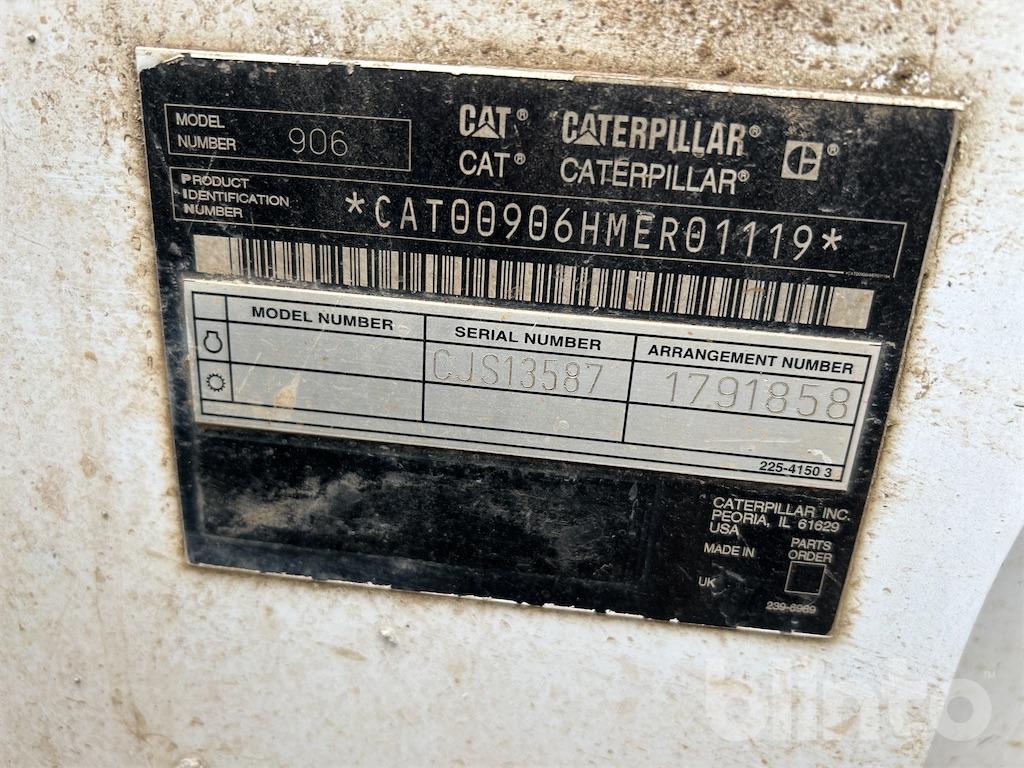 MODEL NUMBER 906
CAT® CATERPILLAR® ®
CAT® CATERPILLAR®
PRODUCT IDENTIFICATION NUMBER *CAT00906HMER01119*
MODEL NUMBER SERIAL NUMBER ARRANGEMENT NUMBER
CJS13587 1791858
225-4150 3
CATERPILLAR INC.
PEORIA, IL 61629
USA
MADE IN PARTS ORDER
UK
239-6989
blinto™